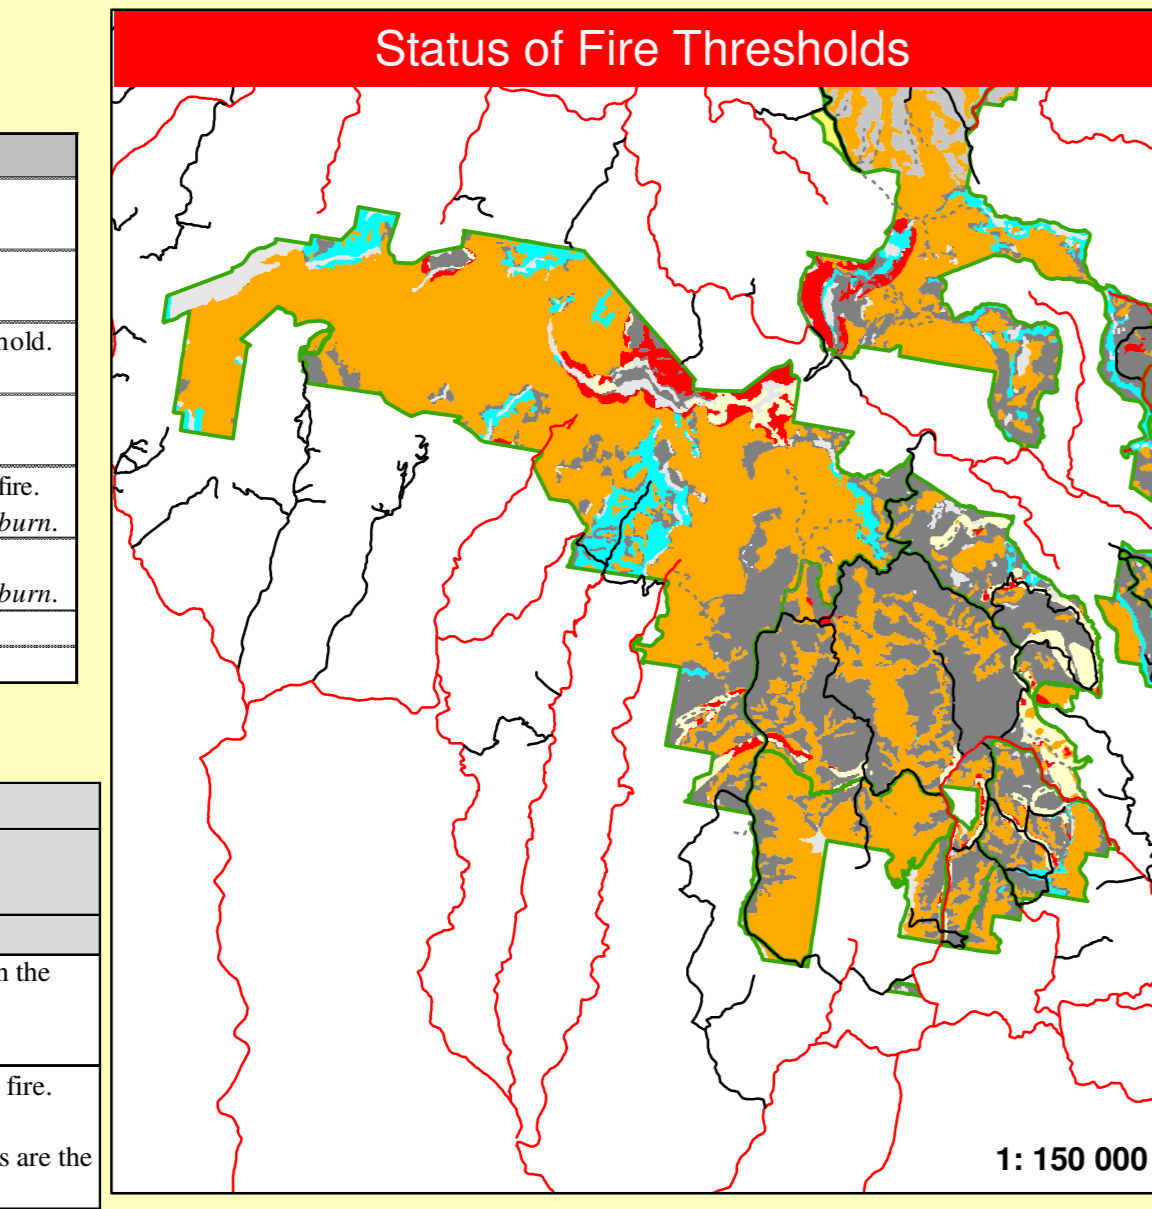 Status of Fire Thresholds
hold.
fire.
burn.
burn.
n the
fire.
s are the
1: 150 000